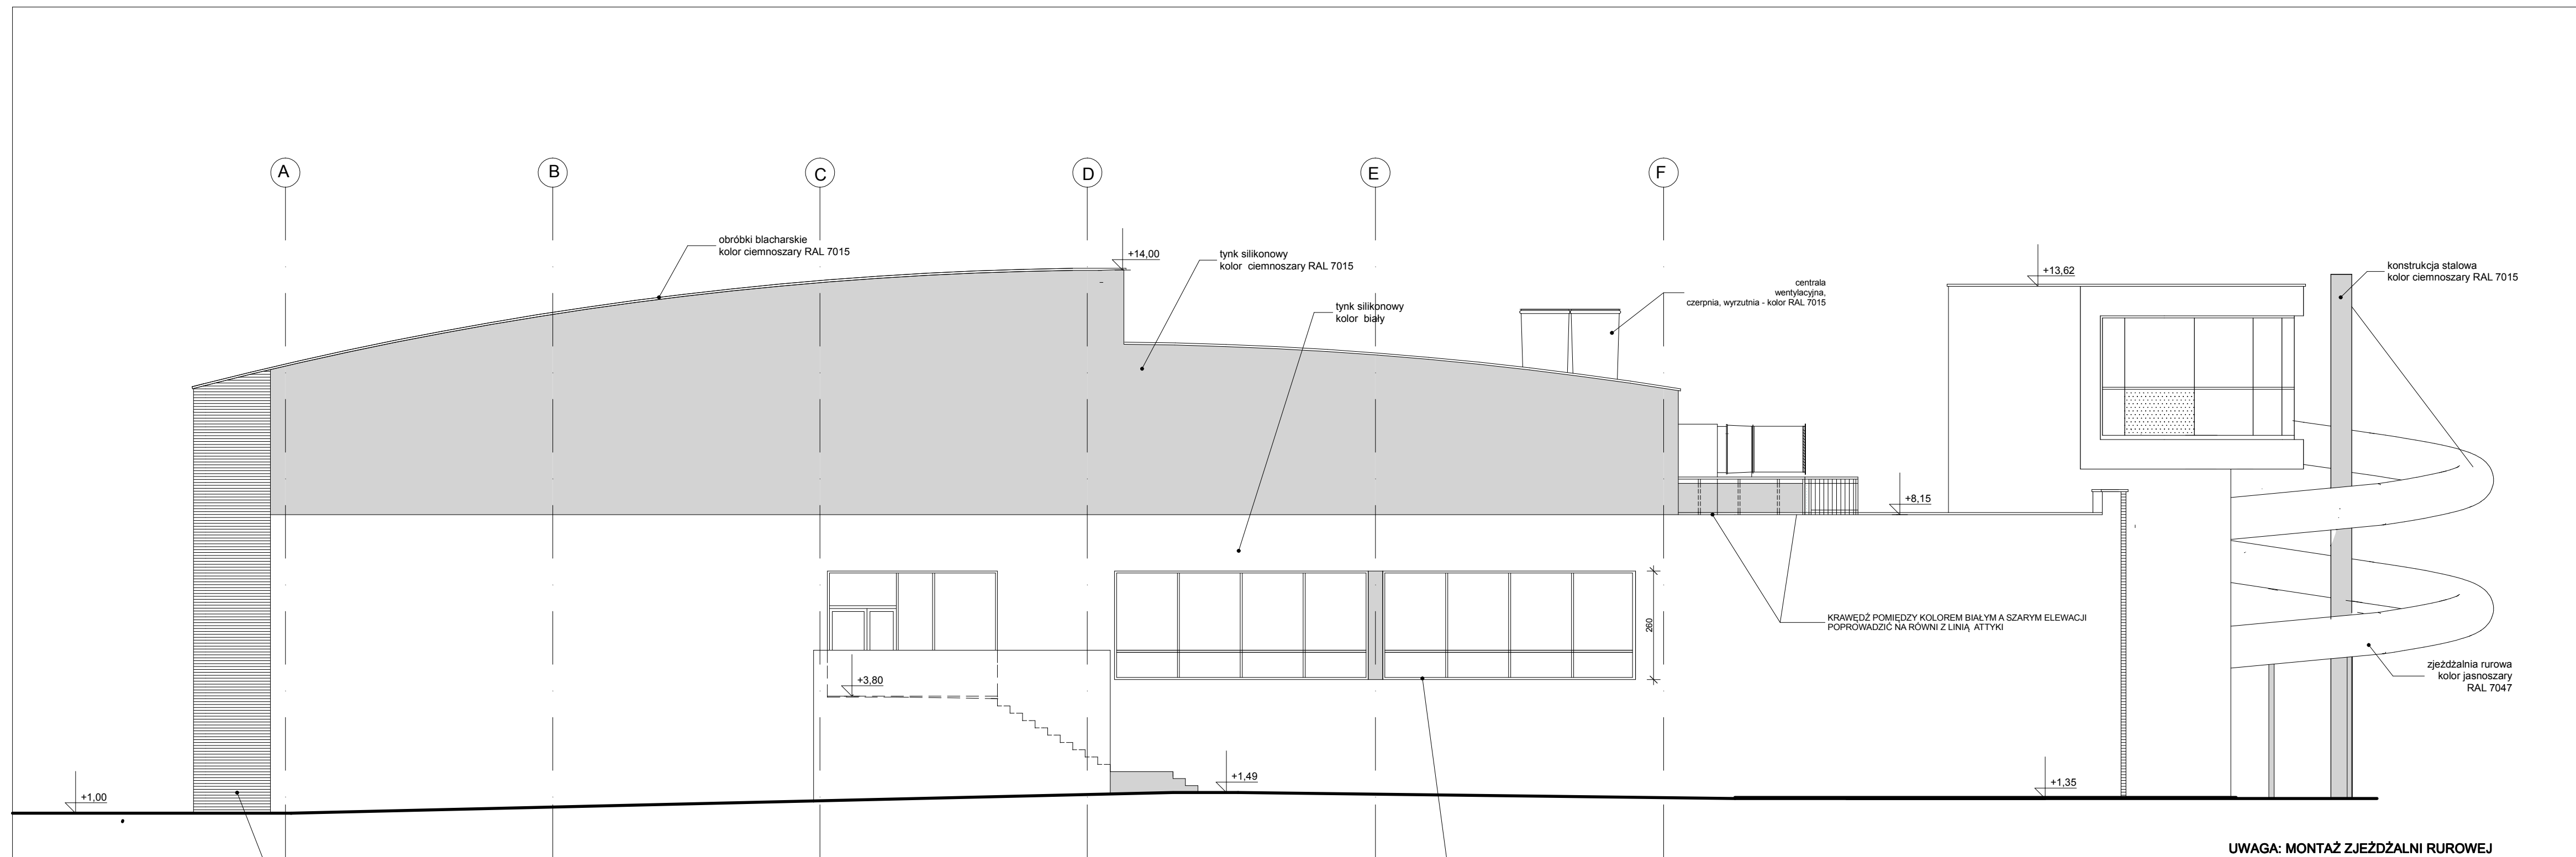 A
B
C
D
E
F
obróbki blacharskie
kolor ciemnoszary RAL 7015
+14,00
tynk silikonowy
kolor ciemnoszary RAL 7015
tynk silikonowy
kolor biały
centrala
wentylacyjna,
czerpnia, wyrzutnia - kolor RAL 7015
+13,62
konstrukcja stalowa
kolor ciemnoszary RAL 7015
+8,15
KRAWĘDŹ POMIĘDZY KOLOREM BIAŁYM A SZARYM ELEWACJI
POPROWADZIĆ NA RÓWNI Z LINIĄ ATTYKI
260
+3,80
zjeżdżalnia rurowa
kolor jasnoszary
RAL 7047
+1,00
+1,49
+1,35
UWAGA: MONTAŻ ZJEŻDŻALNI RUROWEJ